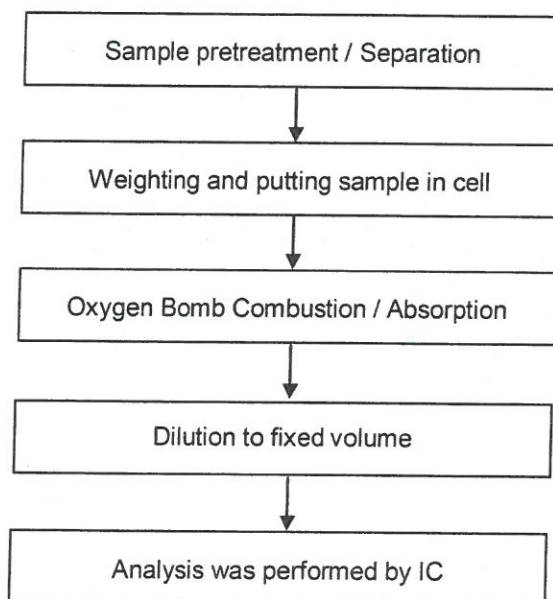 Sample pretreatment / Separation
Weighting and putting sample in cell
Oxygen Bomb Combustion / Absorption
Dilution to fixed volume
Analysis was performed by IC